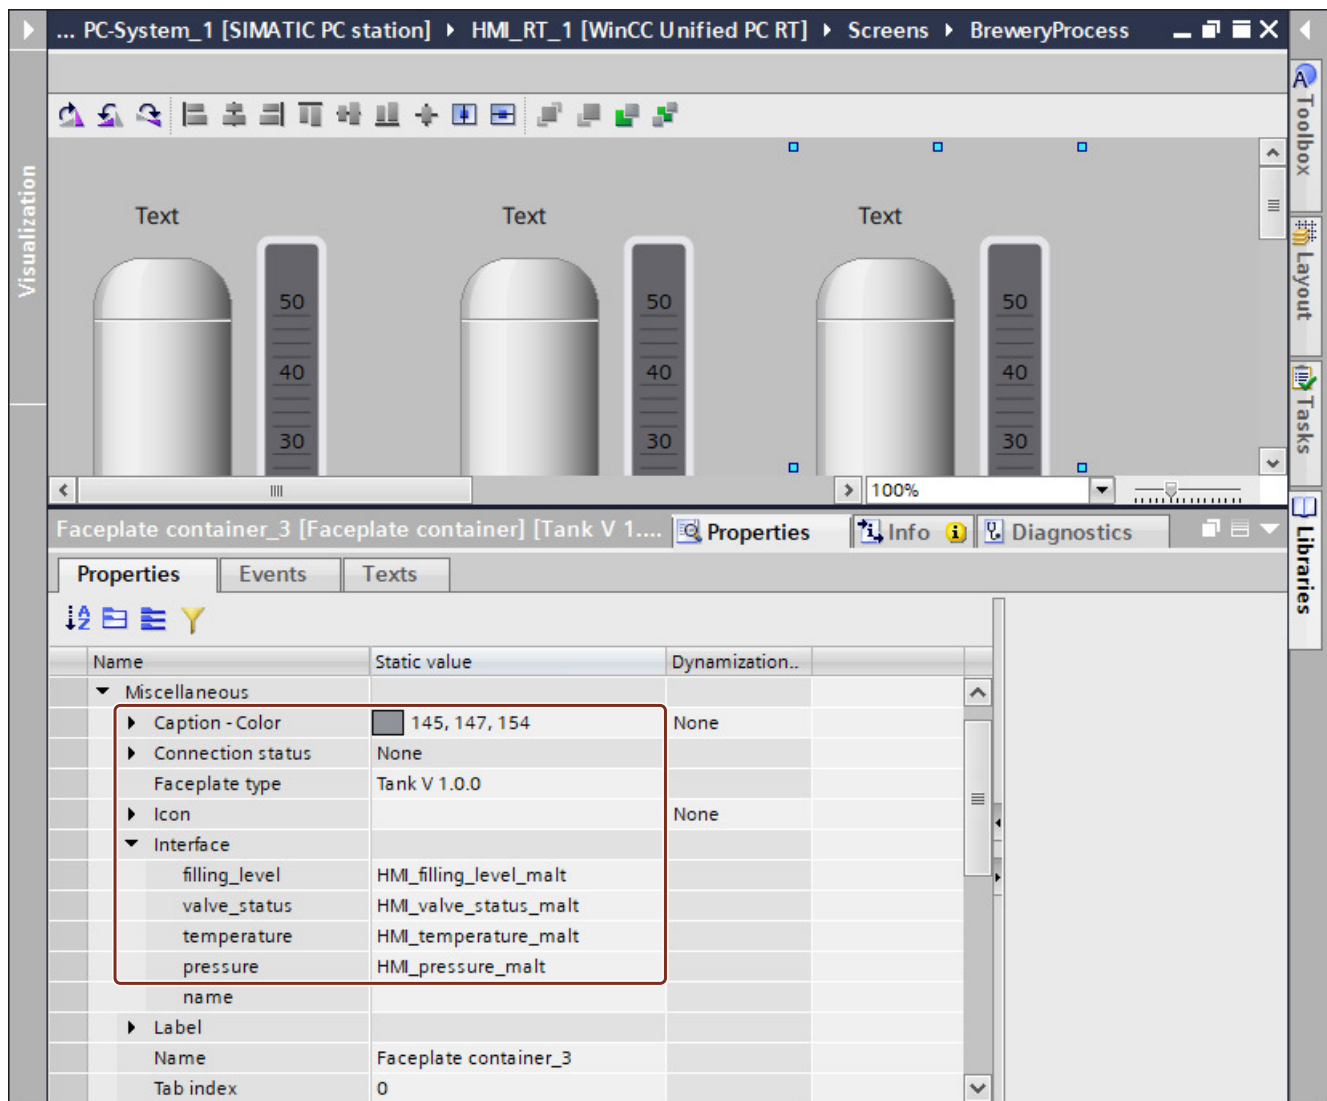 ... PC-System_1 [SIMATIC PC station] ▸ HMI_RT_1 [WinCC Unified PC RT] ▸ Screens ▸ BreweryProcess
Visualization
Toolbox
Layout
Tasks
Libraries
Text Text Text
50 50 50
40 40 40
30 30 30
100%
Faceplate container_3 [Faceplate container] [Tank V 1.... Properties Info Diagnostics
Properties Events Texts
Name Static value Dynamization..
Miscellaneous
Caption - Color 145, 147, 154 None
Connection status None
Faceplate type Tank V 1.0.0
Icon None
Interface
filling_level HMI_filling_level_malt
valve_status HMI_valve_status_malt
temperature HMI_temperature_malt
pressure HMI_pressure_malt
name
Label
Name Faceplate container_3
Tab index 0